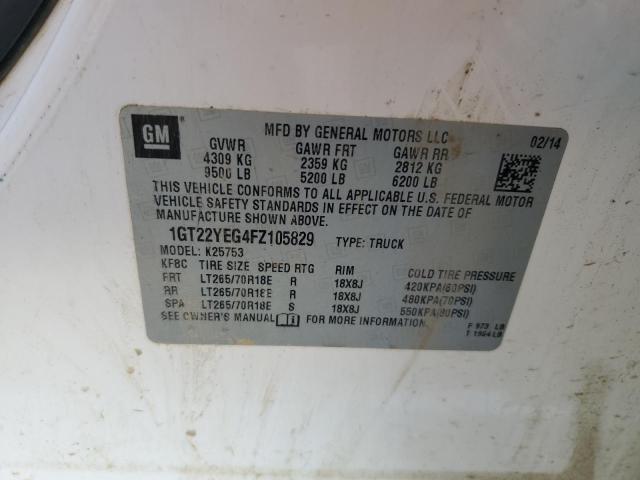 GM
MFD BY GENERAL MOTORS LLC
02/14
GVWR GAWR FRT GAWR RR
4309 KG 2359 KG 2812 KG
9500 LB 5200 LB 6200 LB
THIS VEHICLE CONFORMS TO ALL APPLICABLE U.S. FEDERAL MOTOR
VEHICLE SAFETY STANDARDS IN EFFECT ON THE DATE OF
MANUFACTURE SHOWN ABOVE.
1GT22YEG4FZ105829 TYPE: TRUCK
MODEL: K25753
KF8C TIRE SIZE SPEED RTG RIM COLD TIRE PRESSURE
FRT LT265/70R18E R 18X8J 420KPA(60PSI)
RR LT265/70R18E R 18X8J 480KPA(70PSI)
SPA LT265/70R18E S 18X8J 550KPA(80PSI)
SEE OWNER'S MANUAL FOR MORE INFORMATION.
F 973 LB
T 1964 LB